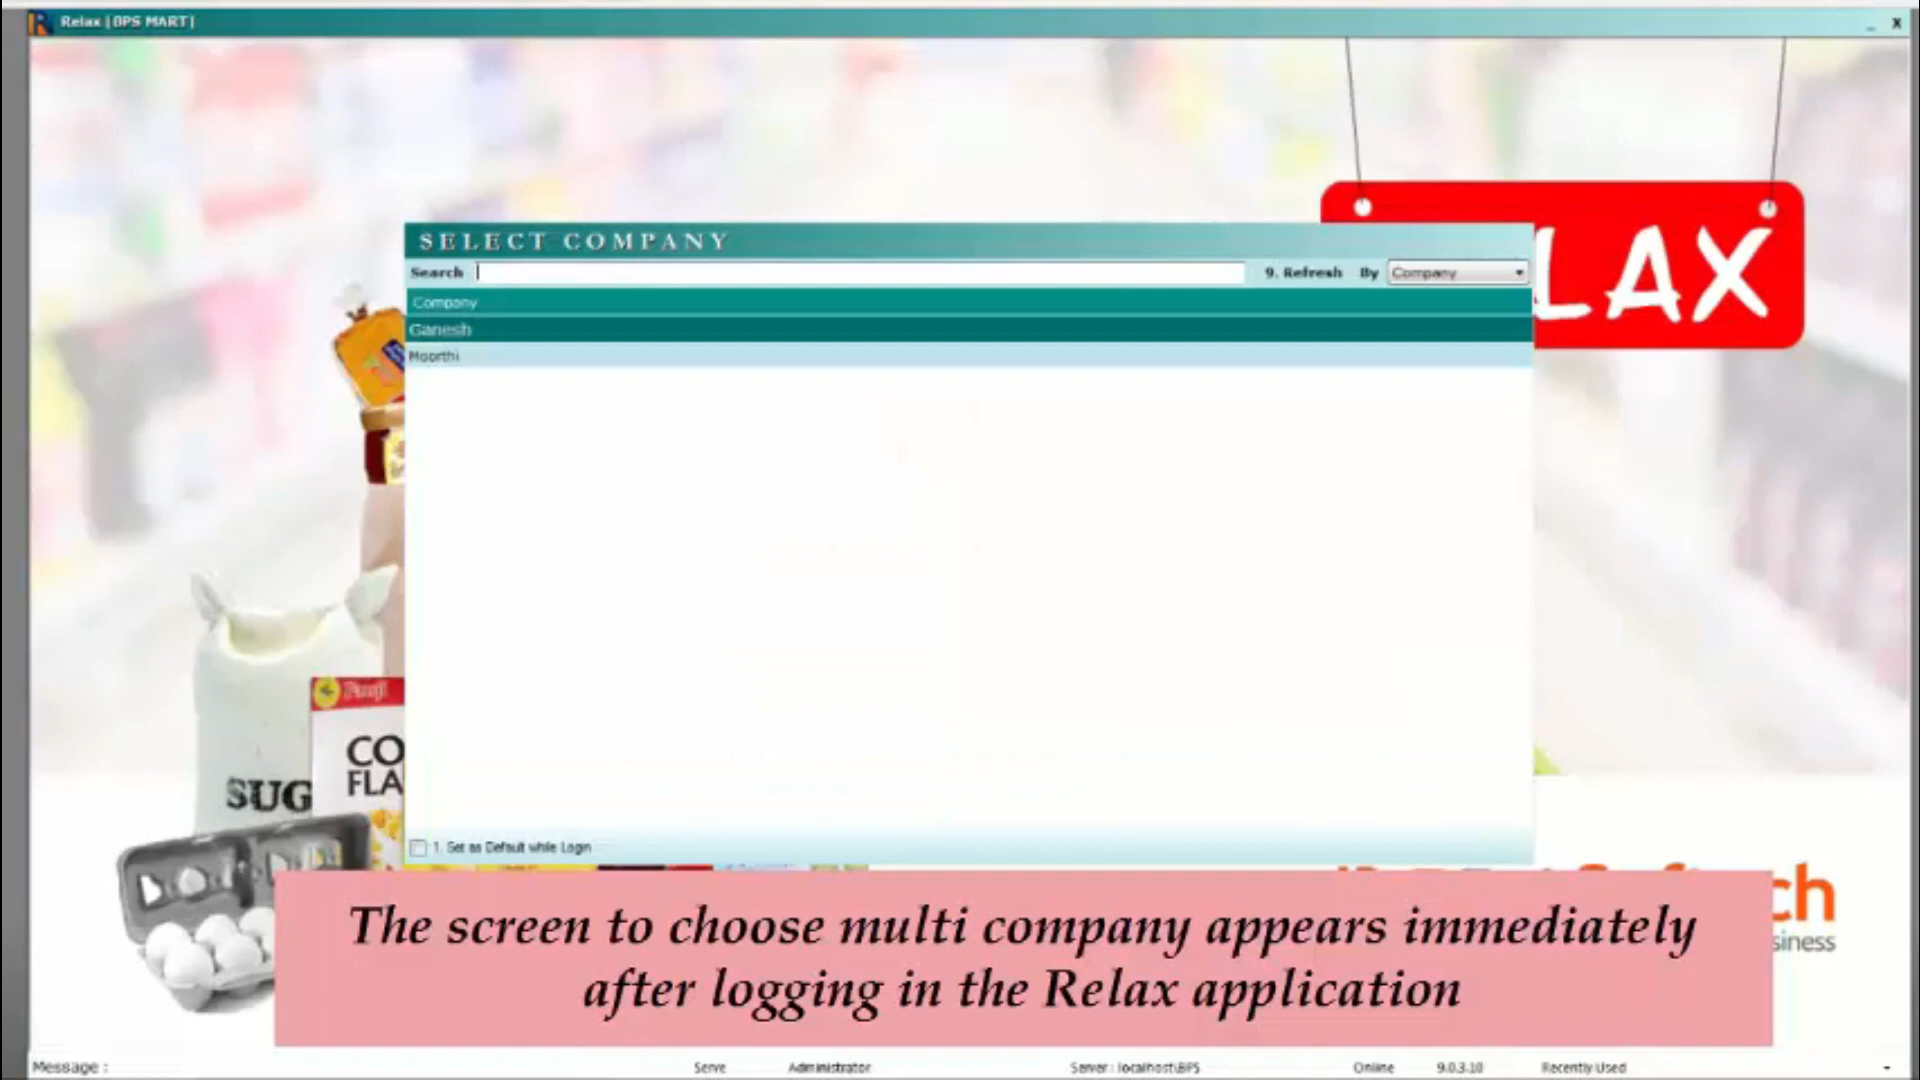 Relax [BPS MART]
_ X
LAX
SELECT COMPANY
Search 9. Refresh By Company
Company
Ganesh
Moorthi
CO
FLA
SUG
1. Set as Default while Login
ch
siness
The screen to choose multi company appears immediately
after logging in the Relax application
Message : Serve Administrator Server : localhost\BPS Online 9.0.3.10 Recently Used